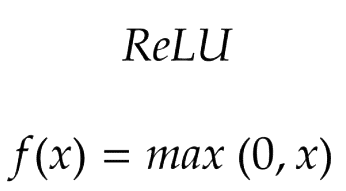 ReLU
f(x) = max (0, x)